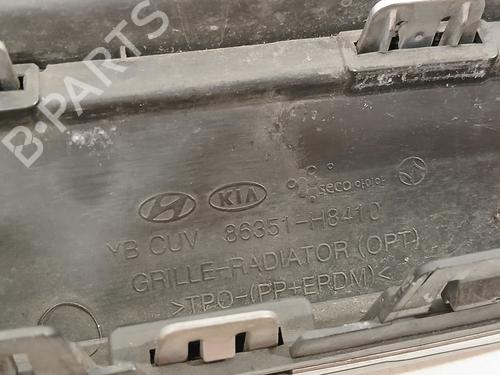 B-PARTS
KIA seco
YB CUV 86351-H8410
GRILLE-RADIATOR (OPT)
>TPO-(PP+EPDM)<